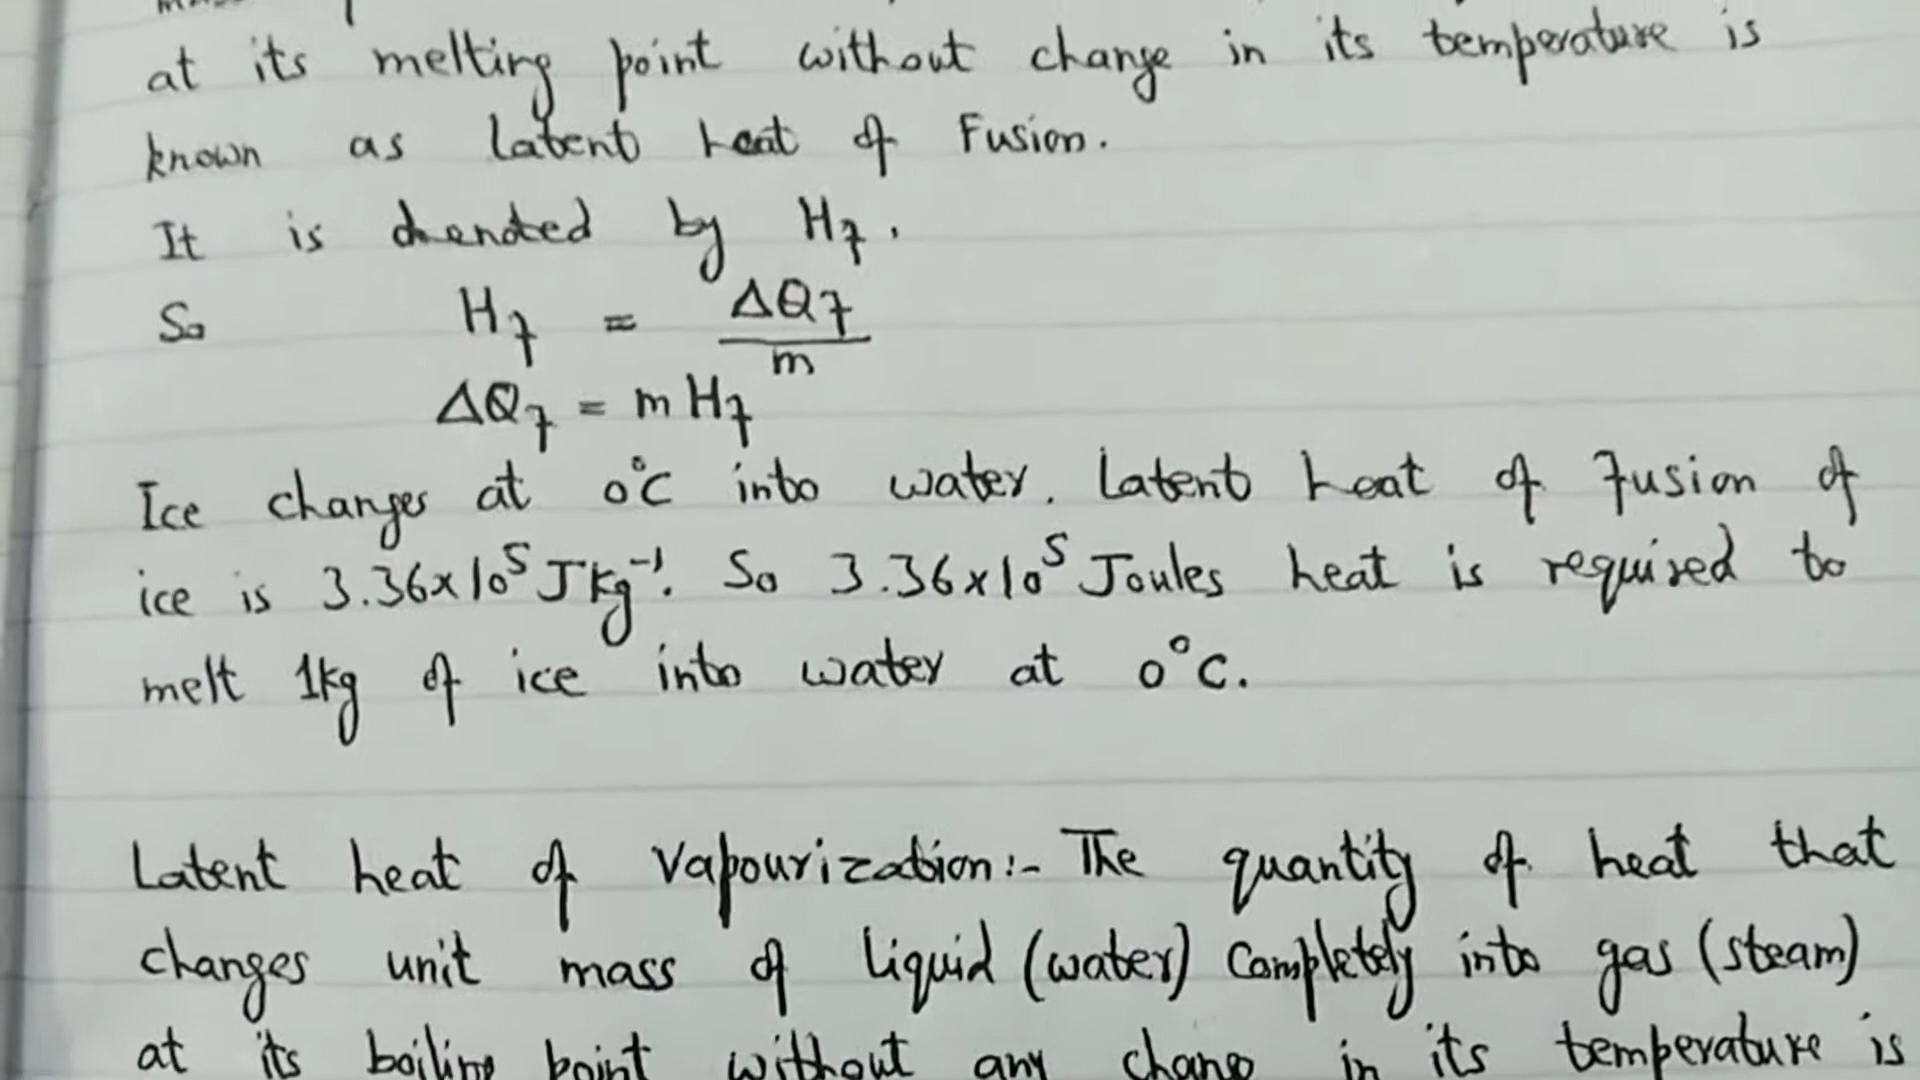 at its melting point without change in its temperature is
known as latent heat of Fusion.
It is denoted by Hf.
So Hf = ΔQf / m
ΔQf = m Hf
Ice changes at 0°C into water. Latent heat of fusion of
ice is 3.36×10⁵ J kg⁻¹. So 3.36×10⁵ Joules heat is required to
melt 1kg of ice into water at 0°C.
Latent heat of Vapourization:- The quantity of heat that
changes unit mass of liquid (water) Completely into gas (steam)
at its boiling point without any change in its temperature is